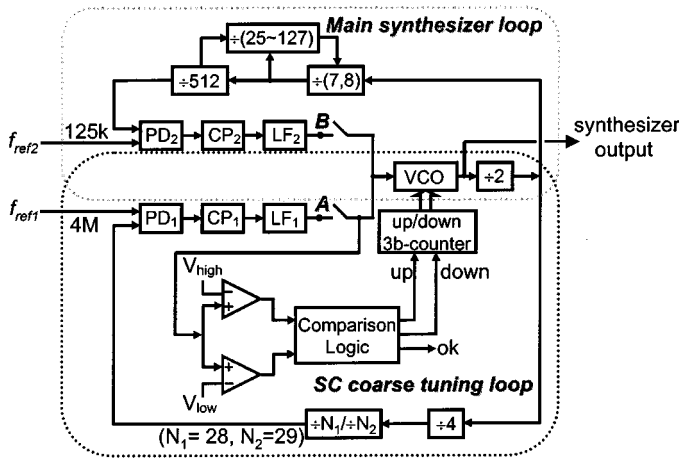 Main synthesizer loop
÷(25~127)
÷512
÷(7,8)
B
125k
f_ref2
PD₂
CP₂
LF₂
synthesizer
output
VCO
÷2
A
f_ref1
4M
PD₁
CP₁
LF₁
up/down
3b-counter
up
down
V_high
−
+
Comparison
Logic
ok
+
−
V_low
SC coarse tuning loop
÷N₁/÷N₂
÷4
(N₁= 28, N₂=29)